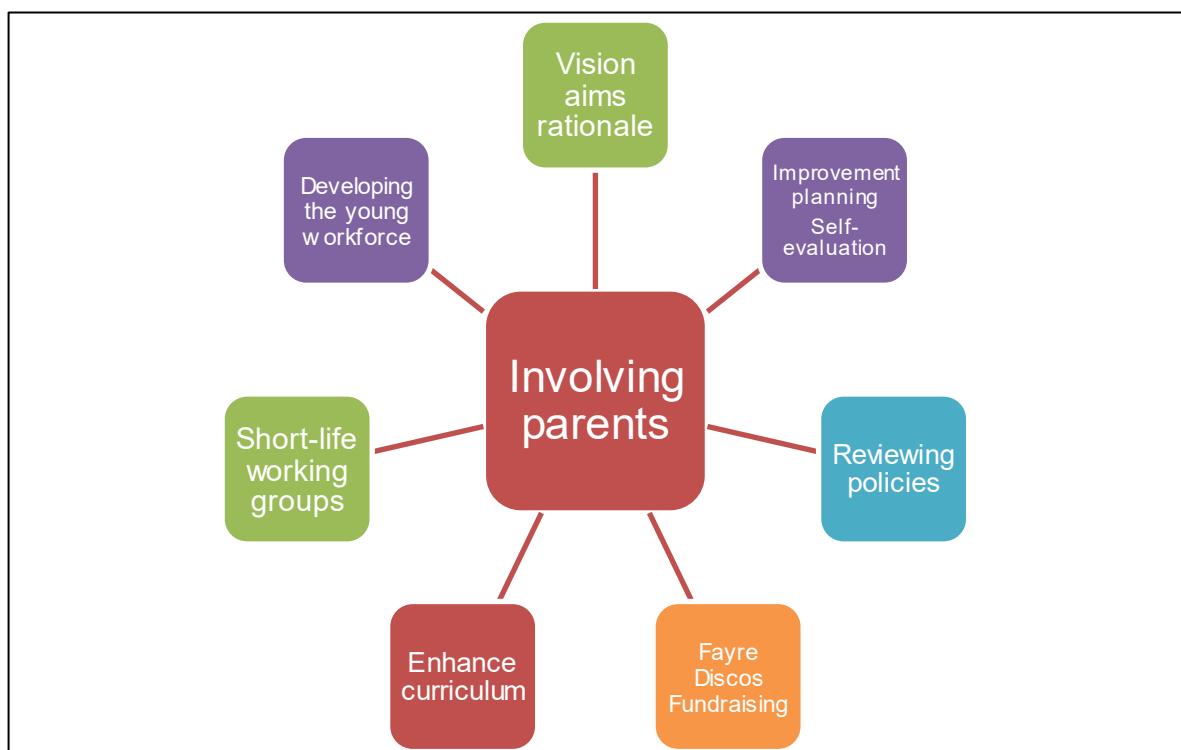 Vision
aims
rationale
Developing
the young
workforce
Improvement
planning
Self-
evaluation
Involving
parents
Short-life
working
groups
Reviewing
policies
Enhance
curriculum
Fayre
Discos
Fundraising